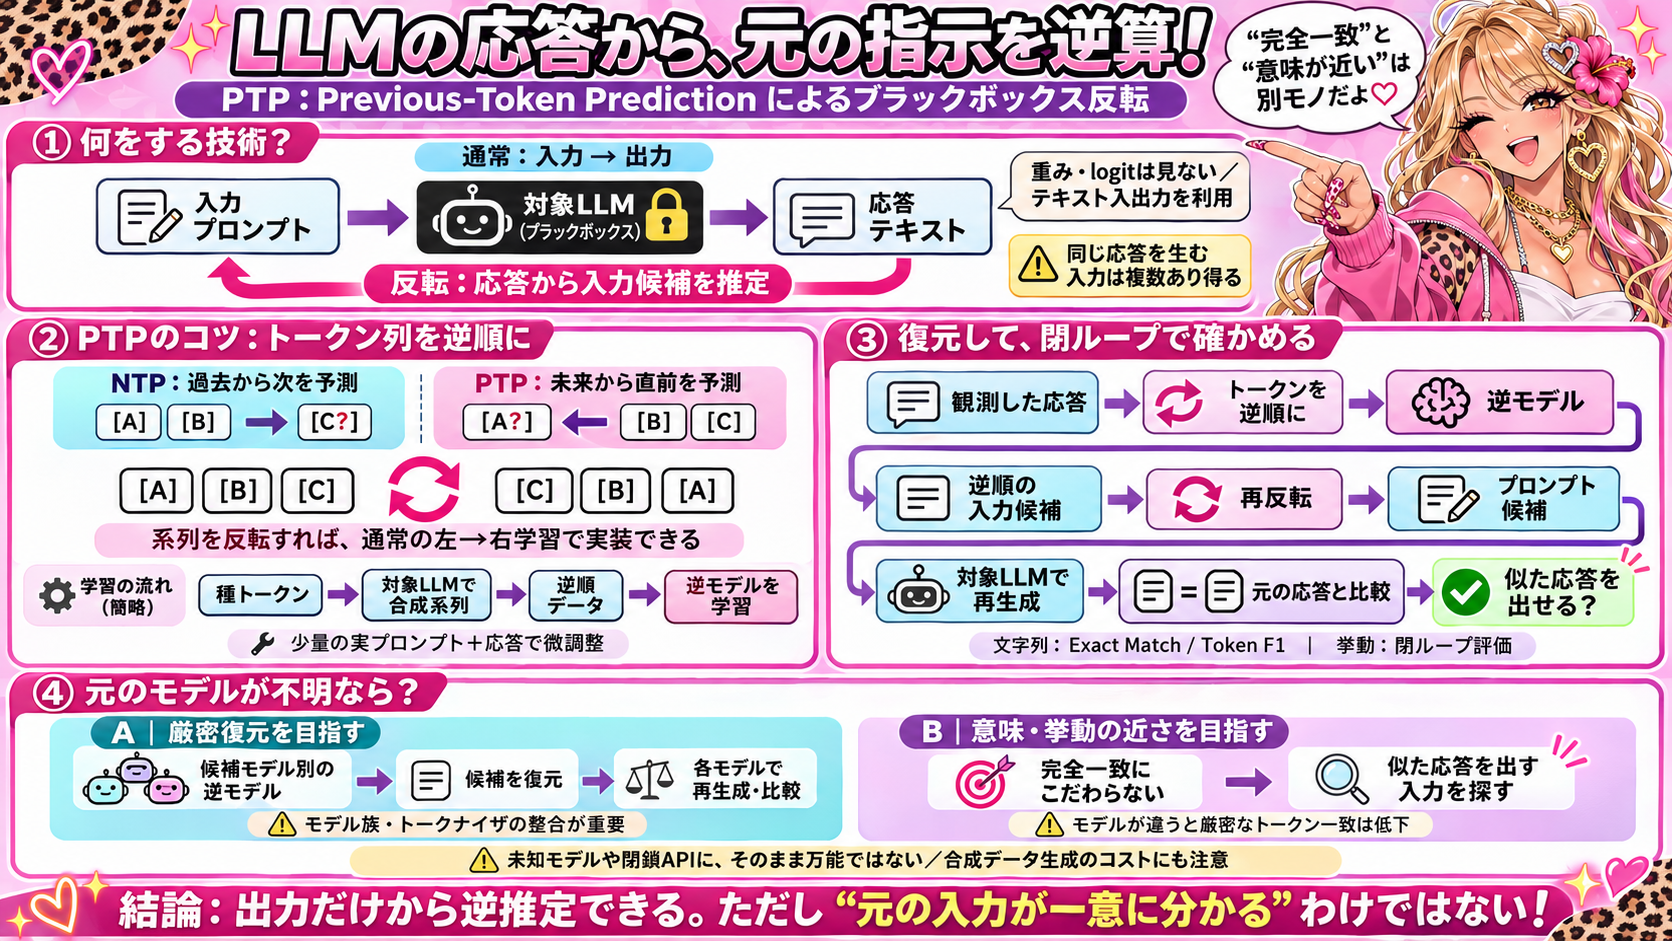 LLMの応答から、元の指示を逆算！
PTP：Previous-Token Prediction によるブラックボックス反転
“完全一致”と
“意味が近い”は
別モノだよ♡
① 何をする技術？
通常：入力 → 出力
入力
プロンプト
対象LLM
(ブラックボックス)
応答
テキスト
重み・logitは見ない／
テキスト入出力を利用
反転：応答から入力候補を推定
同じ応答を生む
入力は複数あり得る
② PTPのコツ：トークン列を逆順に
NTP：過去から次を予測
[A] [B] [C?]
PTP：未来から直前を予測
[A?] [B] [C]
[A] [B] [C]
[C] [B] [A]
系列を反転すれば、通常の左→右学習で実装できる
学習の流れ
（簡略）
種トークン
対象LLMで
合成系列
逆順
データ
逆モデルを
学習
少量の実プロンプト＋応答で微調整
③ 復元して、閉ループで確かめる
観測した応答
トークンを
逆順に
逆モデル
逆順の
入力候補
再反転
プロンプト
候補
対象LLMで
再生成
= 元の応答と比較
似た応答を
出せる？
文字列：Exact Match / Token F1 ｜ 挙動：閉ループ評価
④ 元のモデルが不明なら？
A｜厳密復元を目指す
候補モデル別の
逆モデル
候補を復元
各モデルで
再生成・比較
モデル族・トークナイザの整合が重要
B｜意味・挙動の近さを目指す
完全一致に
こだわらない
似た応答を出す
入力を探す
モデルが違うと厳密なトークン一致は低下
未知モデルや閉鎖APIに、そのまま万能ではない／合成データ生成のコストにも注意
結論：出力だけから逆推定できる。ただし“元の入力が一意に分かる”わけではない！